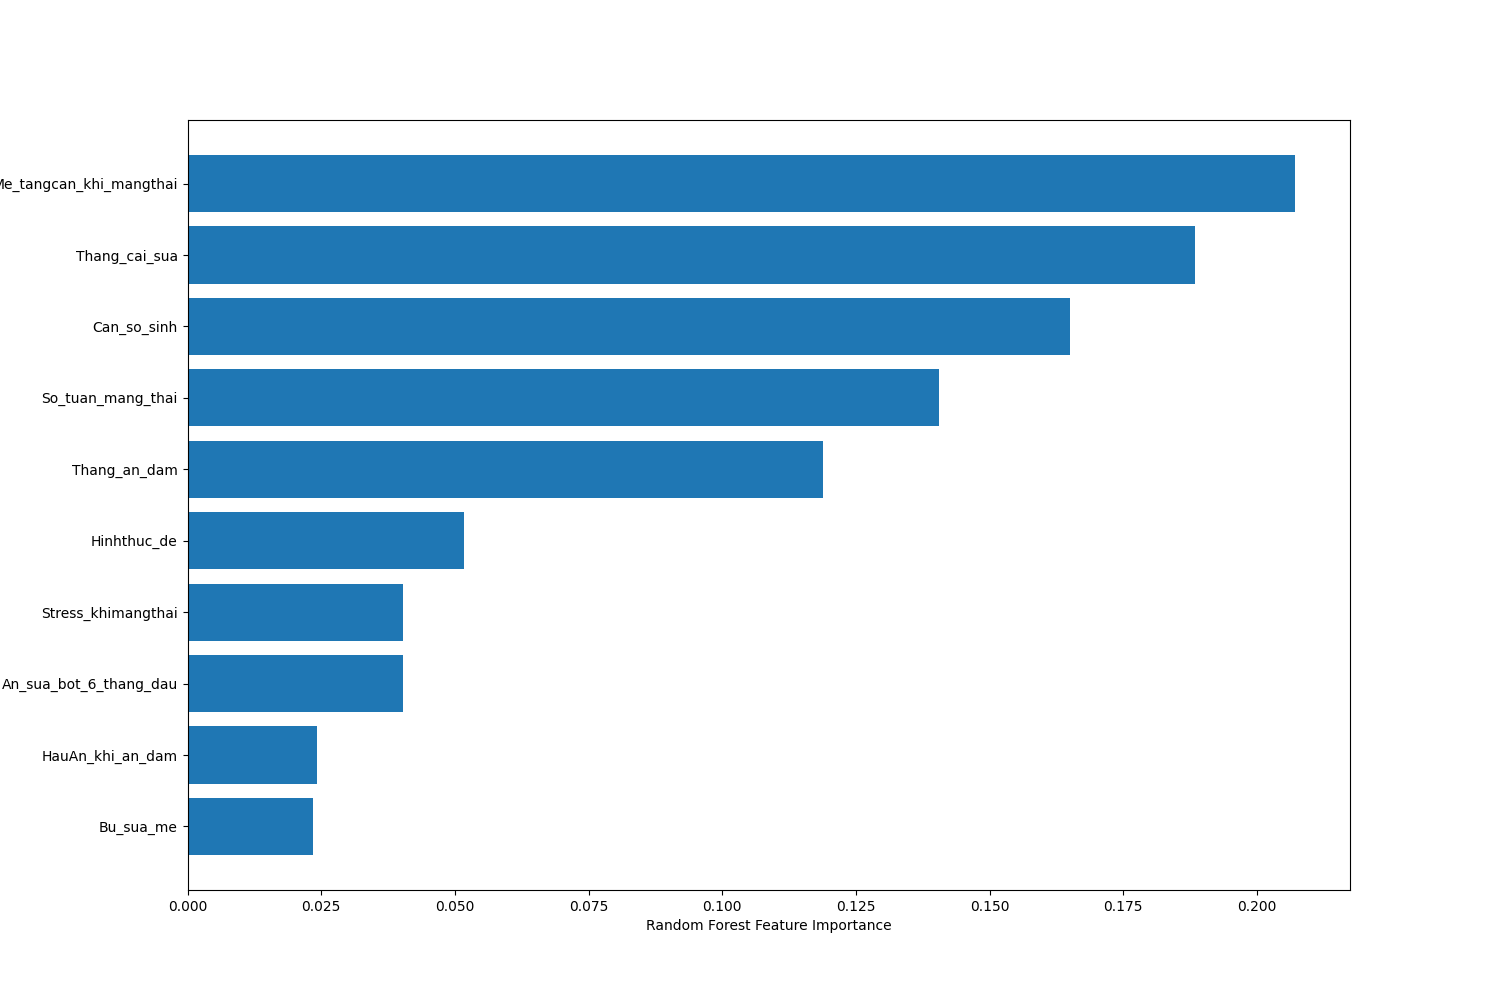 Me_tangcan_khi_mangthai
Thang_cai_sua
Can_so_sinh
So_tuan_mang_thai
Thang_an_dam
Hinhthuc_de
Stress_khimangthai
An_sua_bot_6_thang_dau
HauAn_khi_an_dam
Bu_sua_me
0.000 0.025 0.050 0.075 0.100 0.125 0.150 0.175 0.200
Random Forest Feature Importance